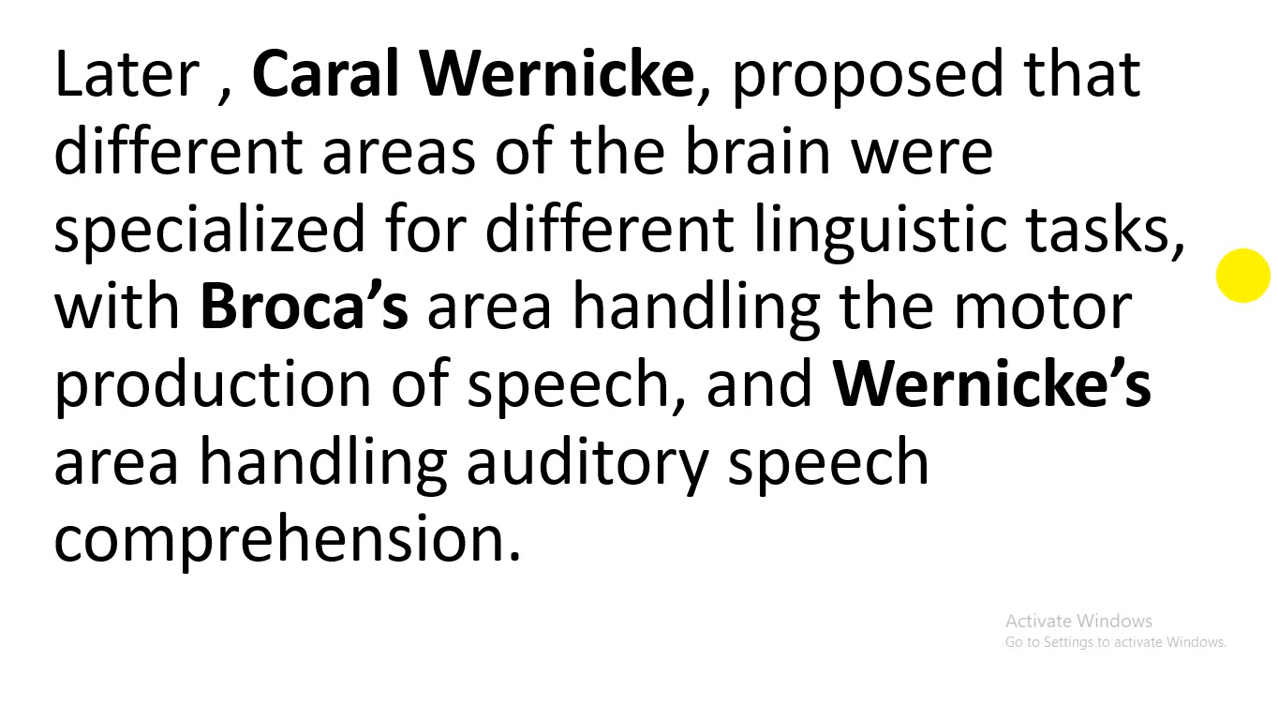 Later , Caral Wernicke, proposed that
different areas of the brain were
specialized for different linguistic tasks,
with Broca’s area handling the motor
production of speech, and Wernicke’s
area handling auditory speech
comprehension.
Activate Windows
Go to Settings to activate Windows.